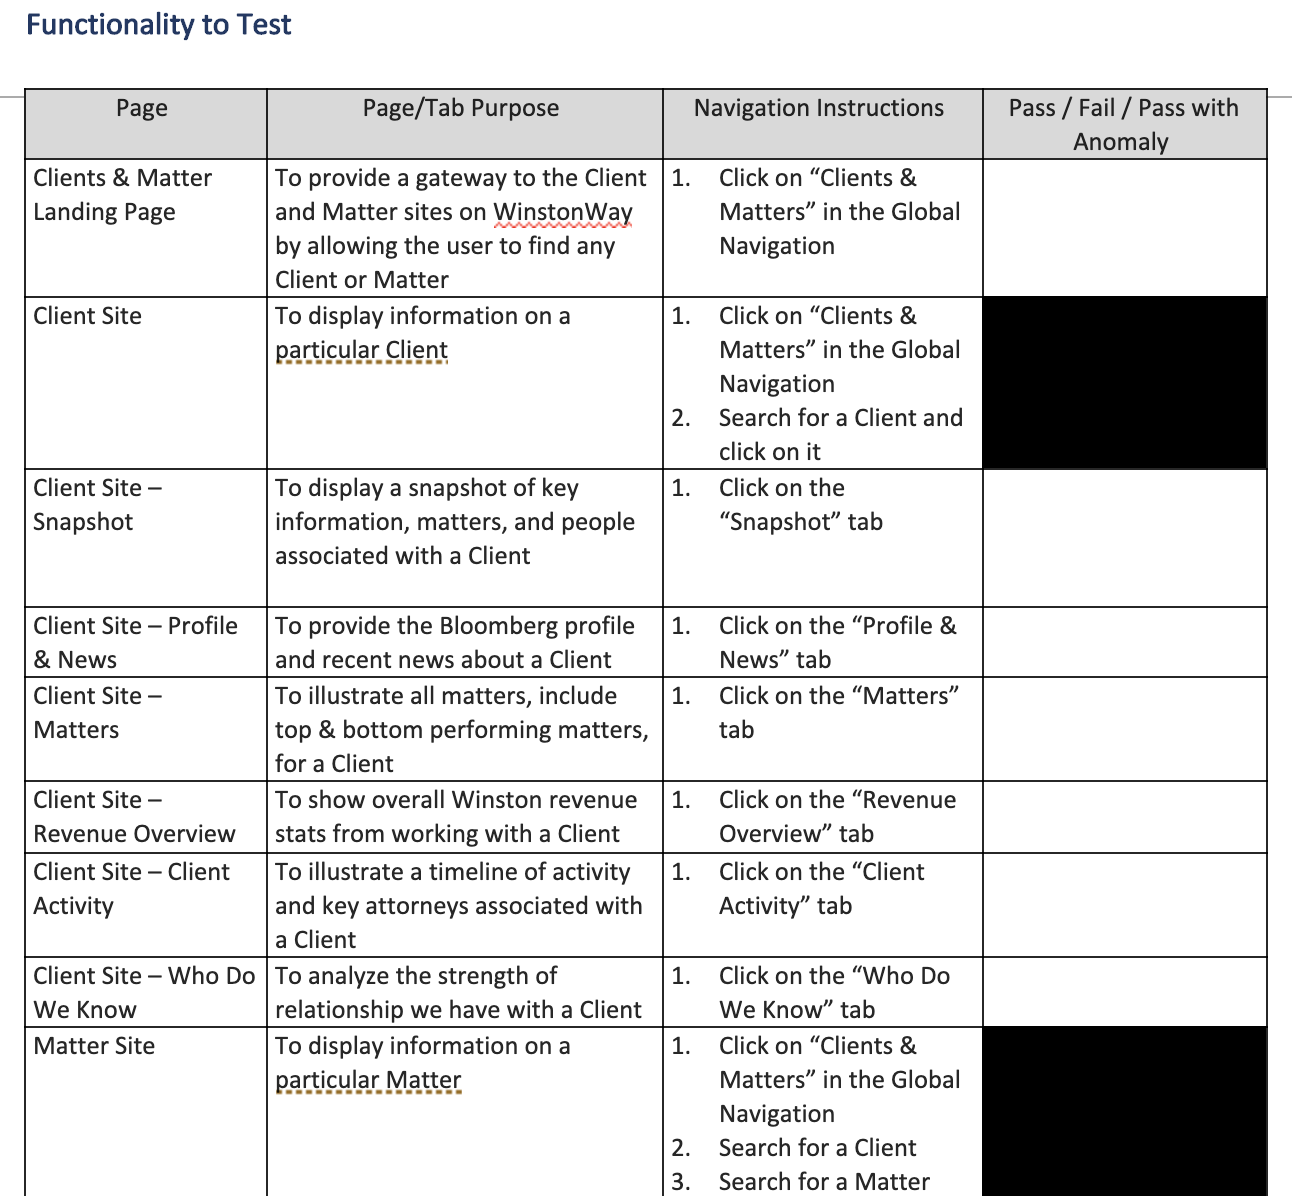 Functionality to Test
Page
Page/Tab Purpose
Navigation Instructions
Pass / Fail / Pass with
Anomaly
Clients & Matter
Landing Page
To provide a gateway to the Client
and Matter sites on WinstonWay
by allowing the user to find any
Client or Matter
1. Click on “Clients &
Matters” in the Global
Navigation
Client Site
To display information on a
particular Client
1. Click on “Clients &
Matters” in the Global
Navigation
2. Search for a Client and
click on it
Client Site –
Snapshot
To display a snapshot of key
information, matters, and people
associated with a Client
1. Click on the
“Snapshot” tab
Client Site – Profile
& News
To provide the Bloomberg profile
and recent news about a Client
1. Click on the “Profile &
News” tab
Client Site –
Matters
To illustrate all matters, include
top & bottom performing matters,
for a Client
1. Click on the “Matters”
tab
Client Site –
Revenue Overview
To show overall Winston revenue
stats from working with a Client
1. Click on the “Revenue
Overview” tab
Client Site – Client
Activity
To illustrate a timeline of activity
and key attorneys associated with
a Client
1. Click on the “Client
Activity” tab
Client Site – Who Do
We Know
To analyze the strength of
relationship we have with a Client
1. Click on the “Who Do
We Know” tab
Matter Site
To display information on a
particular Matter
1. Click on “Clients &
Matters” in the Global
Navigation
2. Search for a Client
3. Search for a Matter